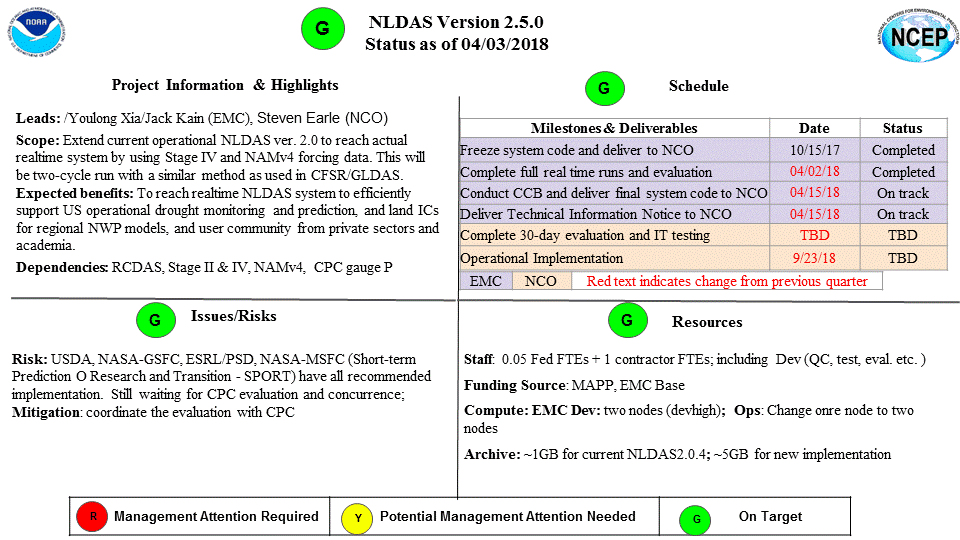 NOAA
G
NLDAS Version 2.5.0
Status as of 04/03/2018
NATIONAL CENTERS FOR ENVIRONMENTAL PREDICTION
NCEP
Project Information & Highlights
Leads: /Youlong Xia/Jack Kain (EMC), Steven Earle (NCO)
Scope: Extend current operational NLDAS ver. 2.0 to reach actual
realtime system by using Stage IV and NAMv4 forcing data. This will
be two-cycle run with a similar method as used in CFSR/GLDAS.
Expected benefits: To reach realtime NLDAS system to efficiently
support US operational drought monitoring and prediction, and land ICs
for regional NWP models, and user community from private sectors and
academia.
Dependencies: RCDAS, Stage II & IV, NAMv4, CPC gauge P
G
Schedule
Milestones & Deliverables Date Status
Freeze system code and deliver to NCO 10/15/17 Completed
Complete full real time runs and evaluation 04/02/18 Completed
Conduct CCB and deliver final system code to NCO 04/15/18 On track
Deliver Technical Information Notice to NCO 04/15/18 On track
Complete 30-day evaluation and IT testing TBD TBD
Operational Implementation 9/23/18 TBD
EMC NCO Red text indicates change from previous quarter
G
Issues/Risks
Risk: USDA, NASA-GSFC, ESRL/PSD, NASA-MSFC (Short-term
Prediction O Research and Transition - SPORT) have all recommended
implementation. Still waiting for CPC evaluation and concurrence;
Mitigation: coordinate the evaluation with CPC
G
Resources
Staff: 0.05 Fed FTEs + 1 contractor FTEs; including Dev (QC, test, eval. etc. )
Funding Source: MAPP, EMC Base
Compute: EMC Dev: two nodes (devhigh); Ops: Change onre node to two
nodes
Archive: ~1GB for current NLDAS2.0.4; ~5GB for new implementation
R Management Attention Required
Y Potential Management Attention Needed
G On Target